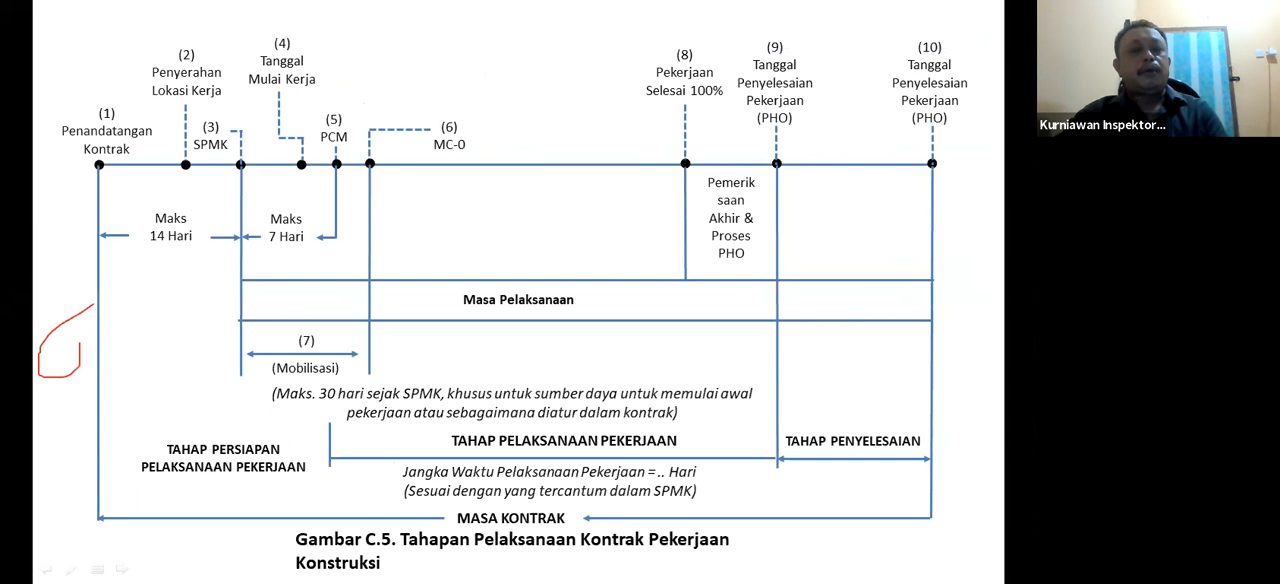 (1)
Penandatangan
Kontrak
(2)
Penyerahan
Lokasi Kerja
(3)
SPMK
(4)
Tanggal
Mulai Kerja
(5)
PCM
(6)
MC-0
(8)
Pekerjaan
Selesai 100%
(9)
Tanggal
Penyelesaian
Pekerjaan
(PHO)
(10)
Tanggal
Penyelesaian
Pekerjaan
(PHO)
Kurniawan Inspektor...
Maks
14 Hari
Maks
7 Hari
Pemerik
saan
Akhir &
Proses
PHO
Masa Pelaksanaan
(7)
(Mobilisasi)
(Maks. 30 hari sejak SPMK, khusus untuk sumber daya untuk memulai awal
pekerjaan atau sebagaimana diatur dalam kontrak)
TAHAP PERSIAPAN
PELAKSANAAN PEKERJAAN
TAHAP PELAKSANAAN PEKERJAAN
TAHAP PENYELESAIAN
Jangka Waktu Pelaksanaan Pekerjaan = .. Hari
(Sesuai dengan yang tercantum dalam SPMK)
MASA KONTRAK
Gambar C.5. Tahapan Pelaksanaan Kontrak Pekerjaan
Konstruksi